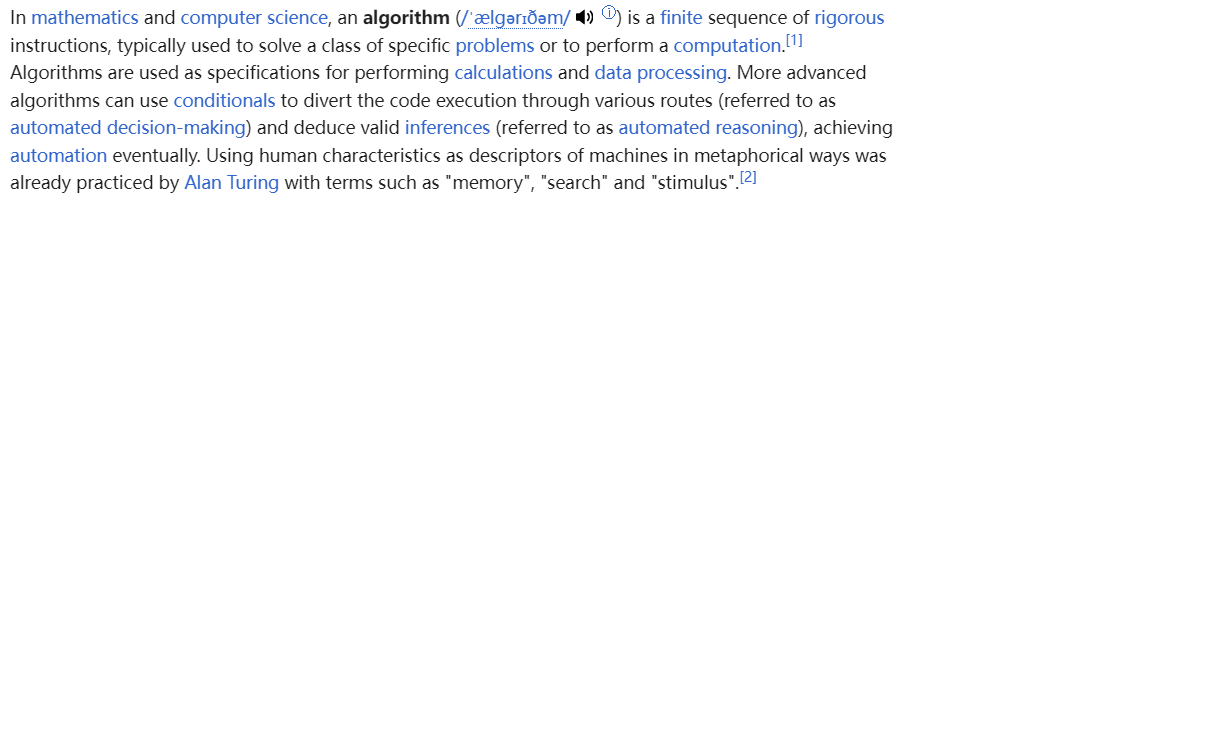 In mathematics and computer science, an algorithm (/ˈælɡərɪðəm/ ⓘ) is a finite sequence of rigorous
instructions, typically used to solve a class of specific problems or to perform a computation.[1]
Algorithms are used as specifications for performing calculations and data processing. More advanced
algorithms can use conditionals to divert the code execution through various routes (referred to as
automated decision-making) and deduce valid inferences (referred to as automated reasoning), achieving
automation eventually. Using human characteristics as descriptors of machines in metaphorical ways was
already practiced by Alan Turing with terms such as "memory", "search" and "stimulus".[2]